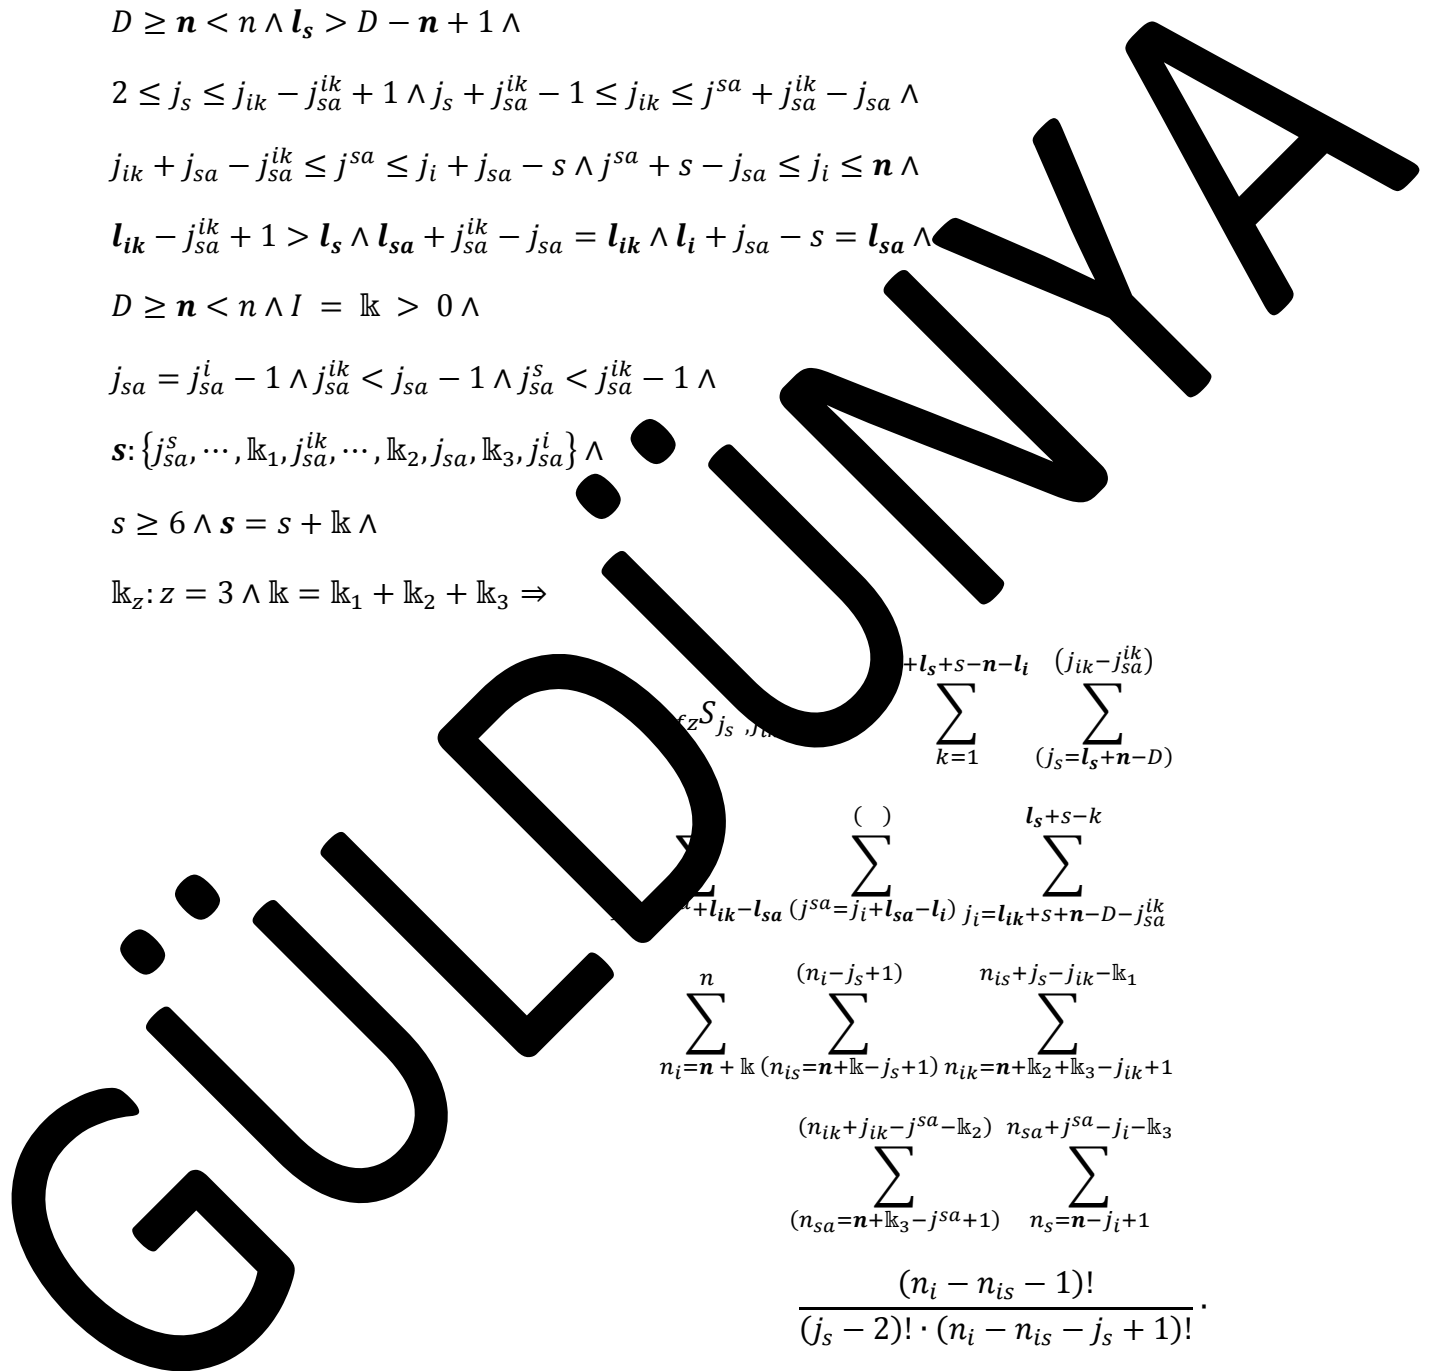 D ≥ 𝒏 < n ∧ 𝒍𝒔 > D − 𝒏 + 1 ∧
2 ≤ j_s ≤ j_{ik} − j_{sa}^{ik} + 1 ∧ j_s + j_{sa}^{ik} − 1 ≤ j_{ik} ≤ j^{sa} + j_{sa}^{ik} − j_{sa} ∧
j_{ik} + j_{sa} − j_{sa}^{ik} ≤ j^{sa} ≤ j_i + j_{sa} − s ∧ j^{sa} + s − j_{sa} ≤ j_i ≤ 𝒏 ∧
𝒍_{𝒊𝒌} − j_{sa}^{ik} + 1 > 𝒍_𝒔 ∧ 𝒍_{𝒔𝒂} + j_{sa}^{ik} − j_{sa} = 𝒍_{𝒊𝒌} ∧ 𝒍_𝒊 + j_{sa} − s = 𝒍_{𝒔𝒂} ∧
D ≥ 𝒏 < n ∧ I = 𝕜 > 0 ∧
j_{sa} = j_{sa}^{i} − 1 ∧ j_{sa}^{ik} < j_{sa} − 1 ∧ j_{sa}^{s} < j_{sa}^{ik} − 1 ∧
𝒔: {j_{sa}^{s}, ⋯, 𝕜_1, j_{sa}^{ik}, ⋯, 𝕜_2, j_{sa}, 𝕜_3, j_{sa}^{i}} ∧
s ≥ 6 ∧ 𝒔 = s + 𝕜 ∧
𝕜_z: z = 3 ∧ 𝕜 = 𝕜_1 + 𝕜_2 + 𝕜_3 ⇒
S_{j_s} ∑_{k=1}^{+𝒍_𝒔+s−𝒏−𝒍_𝒊} ∑_{(j_s=𝒍_𝒔+𝒏−D)}^{(j_{ik}−j_{sa}^{ik})}
∑_{+𝒍_{𝒊𝒌}−𝒍_{𝒔𝒂}} ∑_{(j^{sa}=j_i+𝒍_{𝒔𝒂}−𝒍_𝒊)}^{( )} ∑_{j_i=𝒍_{𝒊𝒌}+s+𝒏−D−j_{sa}^{ik}}^{𝒍_𝒔+s−k}
∑_{n_i=𝒏+𝕜}^{n} ∑_{(n_{is}=𝒏+𝕜−j_s+1)}^{(n_i−j_s+1)} ∑_{n_{ik}=𝒏+𝕜_2+𝕜_3−j_{ik}+1}^{n_{is}+j_s−j_{ik}−𝕜_1}
∑_{(n_{sa}=𝒏+𝕜_3−j^{sa}+1)}^{(n_{ik}+j_{ik}−j^{sa}−𝕜_2)} ∑_{n_s=𝒏−j_i+1}^{n_{sa}+j^{sa}−j_i−𝕜_3}
(n_i − n_{is} − 1)!
(j_s − 2)! · (n_i − n_{is} − j_s + 1)! ·
GÜLDÜNYA